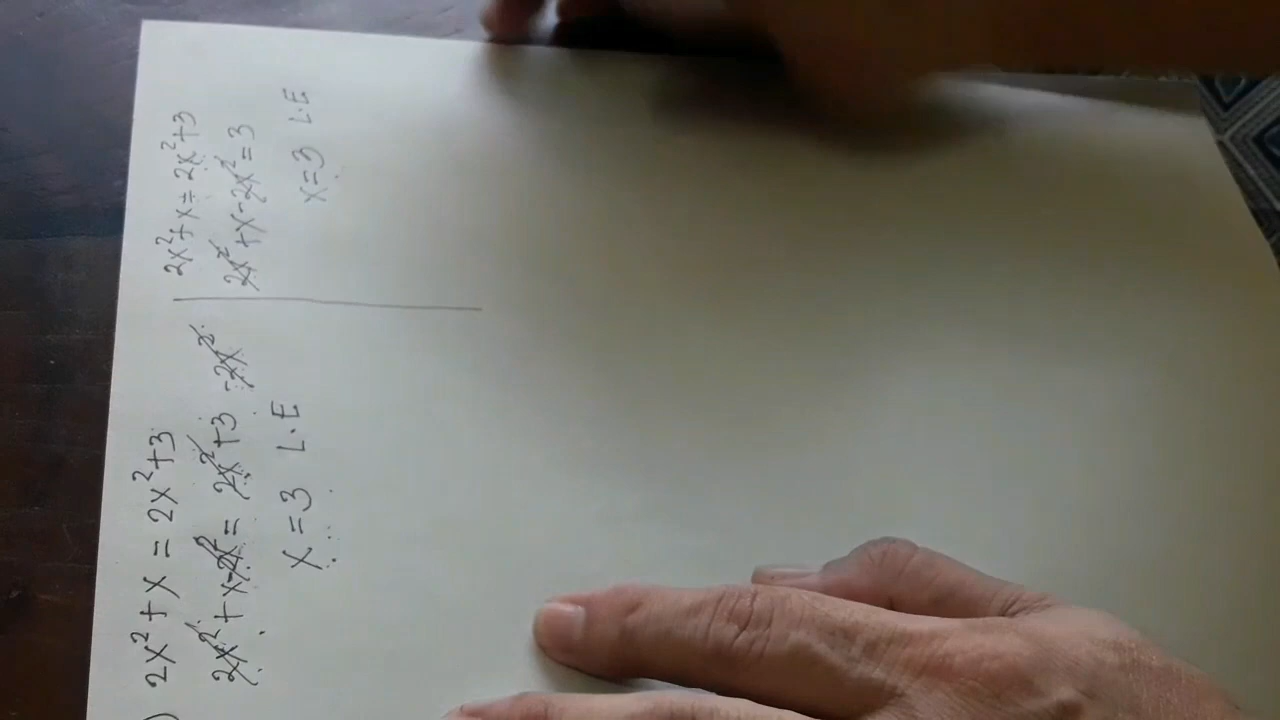 ) 2x²+x = 2x²+3
2x²+x-2x² = 2x²+3 -2x²
x = 3 L.E
2x²+x = 2x²+3
2x²+x-2x² = 3
x = 3 L.E